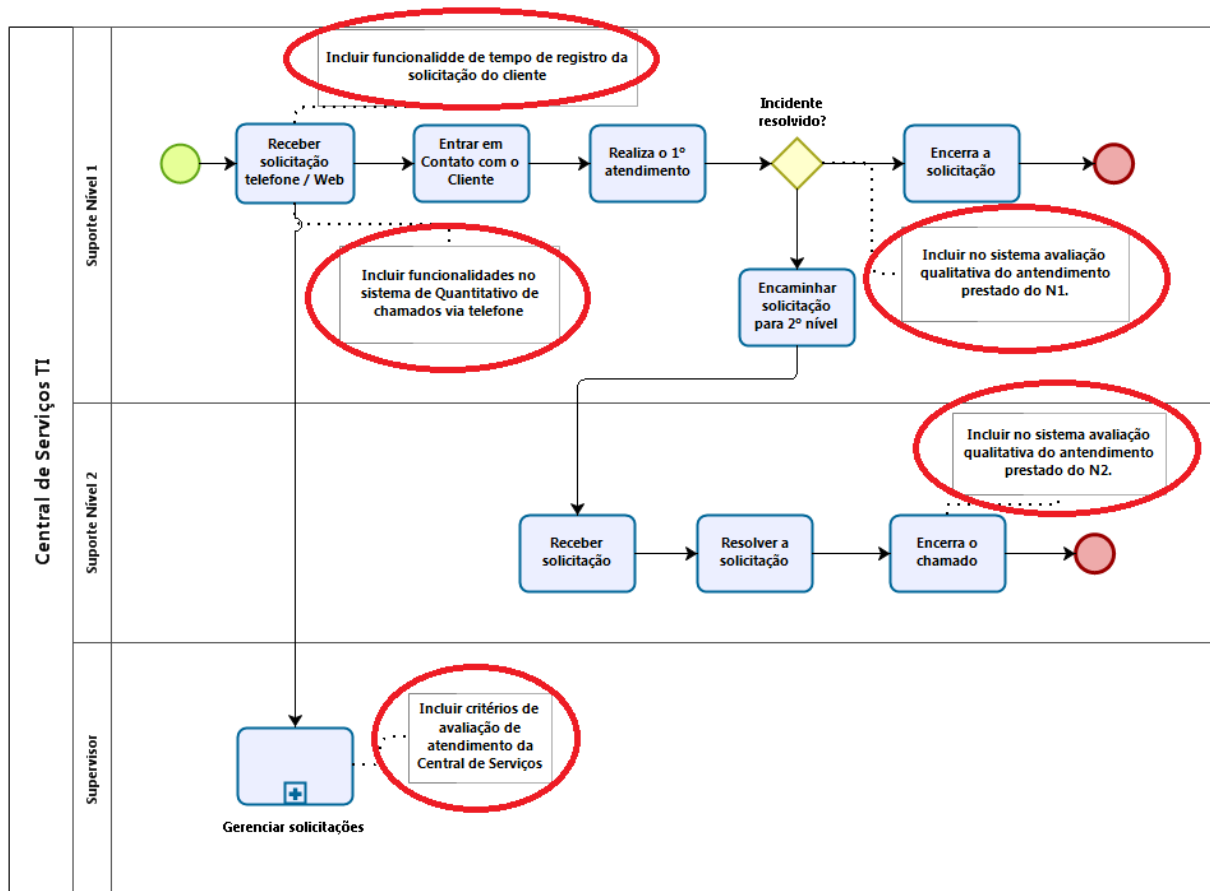 Central de Serviços TI
Suporte Nível 1
Incluir funcionalidde de tempo de registro da
solicitação do cliente
Receber
solicitação
telefone / Web
Entrar em
Contato com o
Cliente
Realiza o 1º
atendimento
Incidente
resolvido?
Encerra a
solicitação
Incluir funcionalidades no
sistema de Quantitativo de
chamados via telefone
Encaminhar
solicitação
para 2º nível
Incluir no sistema avaliação
qualitativa do antendimento
prestado do N1.
Suporte Nível 2
Incluir no sistema avaliação
qualitativa do antendimento
prestado do N2.
Receber
solicitação
Resolver a
solicitação
Encerra o
chamado
Supervisor
Incluir critérios de
avaliação de
atendimento da
Central de Serviços
Gerenciar solicitações